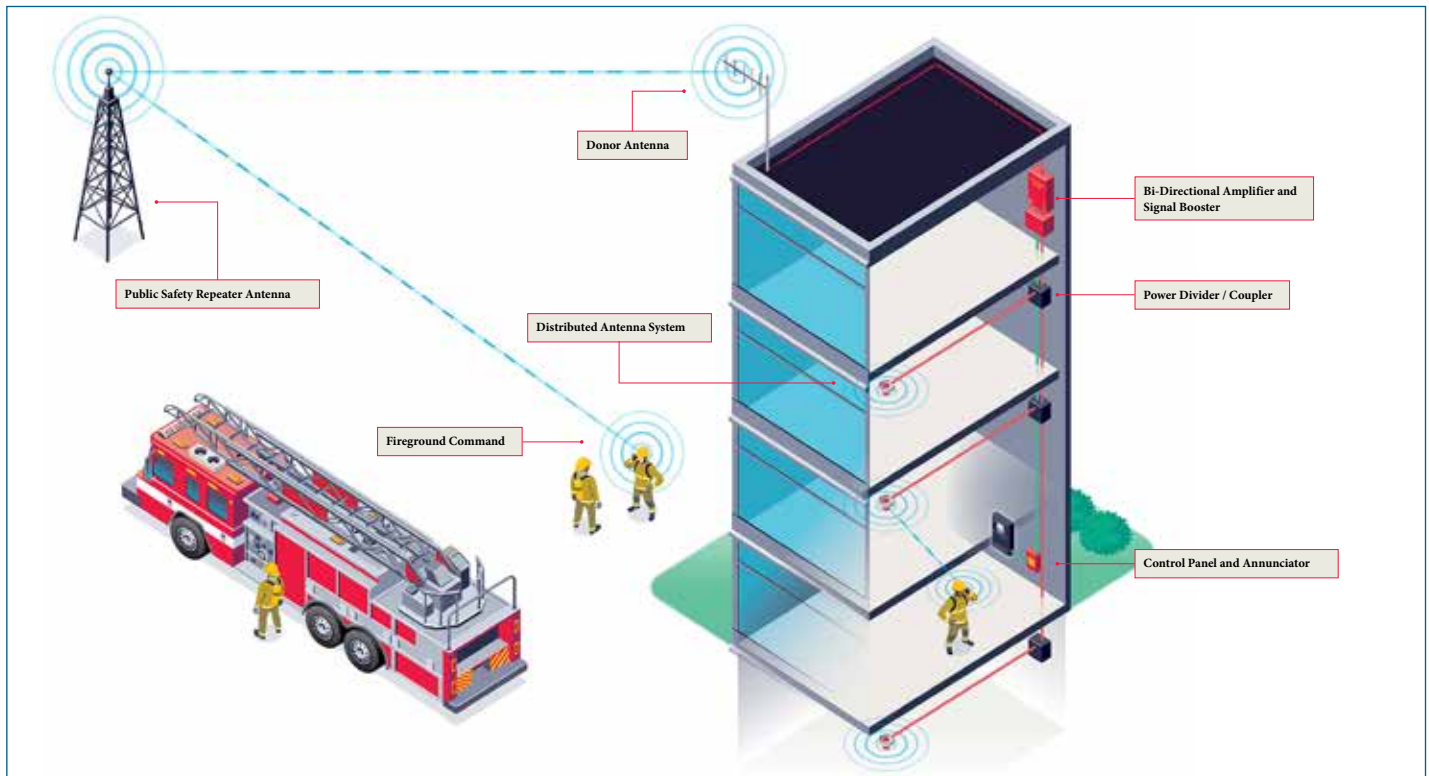 Donor Antenna
Bi-Directional Amplifier and
Signal Booster
Public Safety Repeater Antenna
Power Divider / Coupler
Distributed Antenna System
Fireground Command
Control Panel and Annunciator